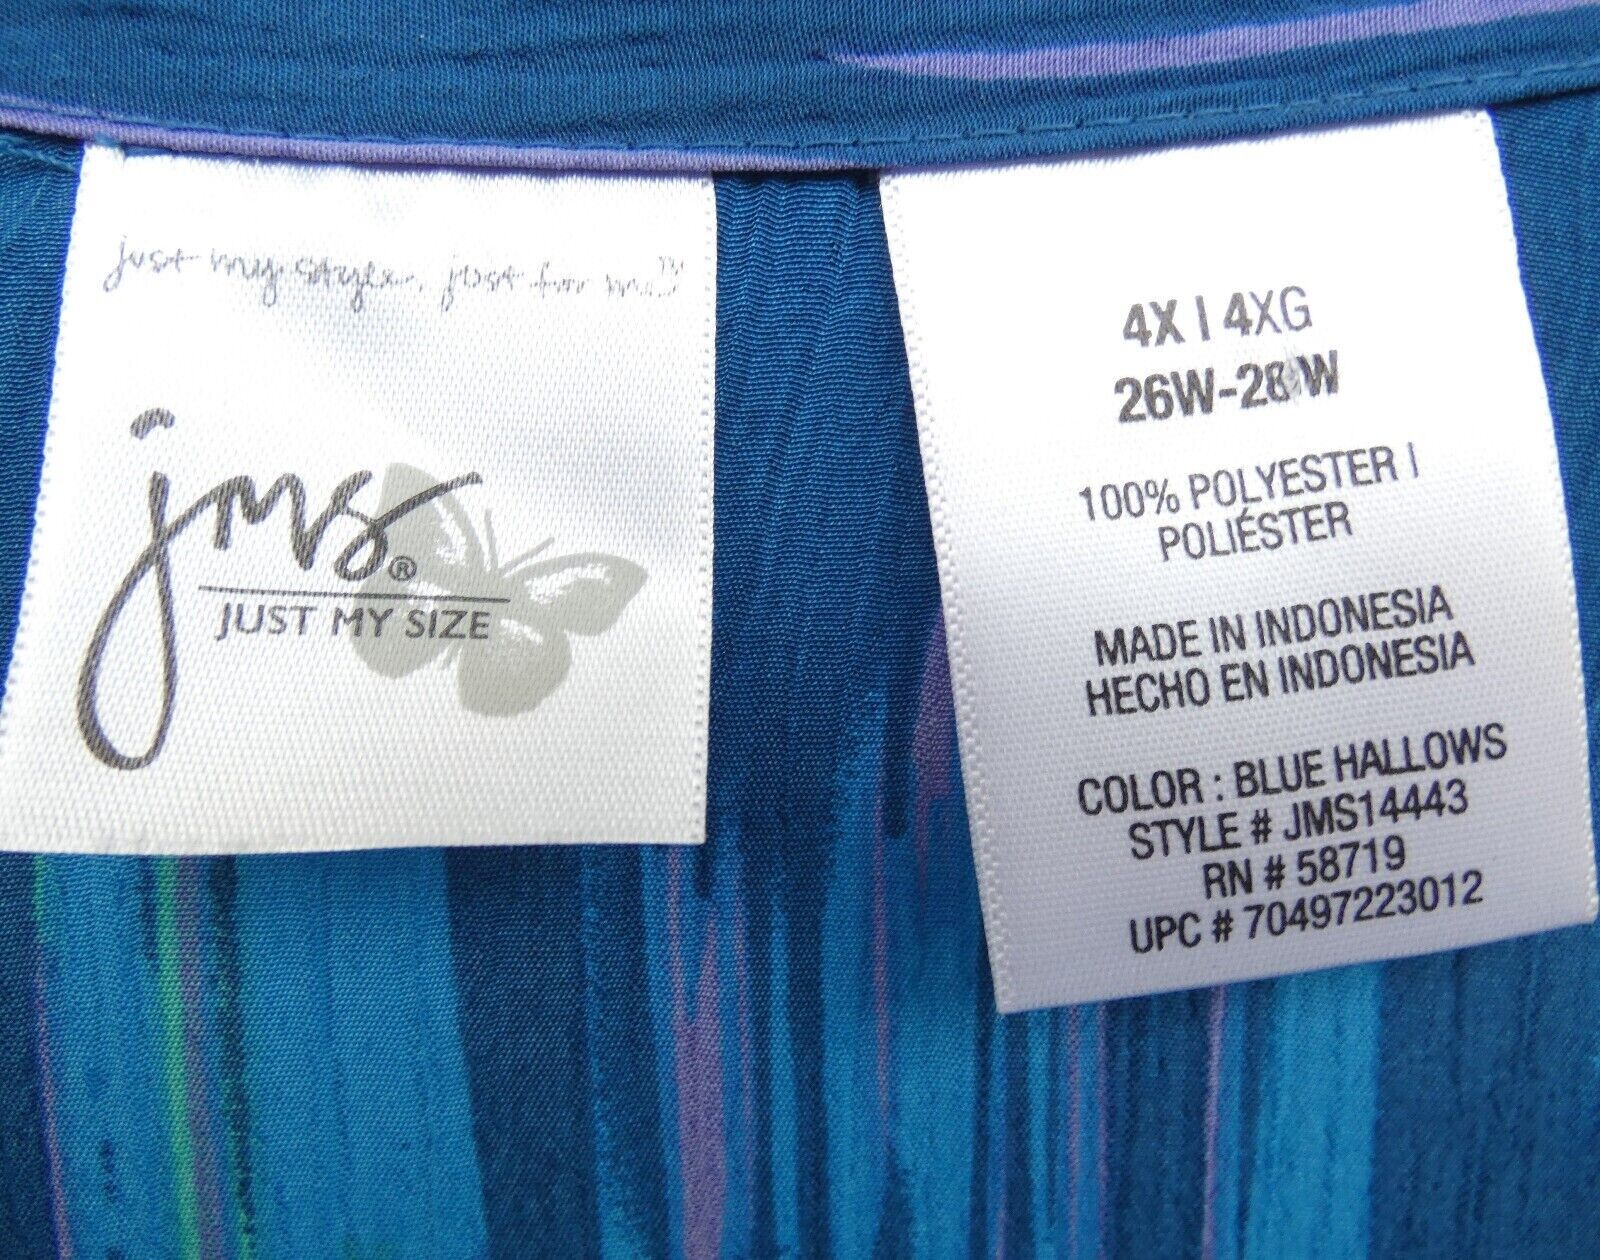 just my style. just for me.™
jms®
JUST MY SIZE
4X | 4XG
26W-28W
100% POLYESTER |
POLIÉSTER
MADE IN INDONESIA
HECHO EN INDONESIA
COLOR : BLUE HALLOWS
STYLE # JMS14443
RN # 58719
UPC # 70497223012